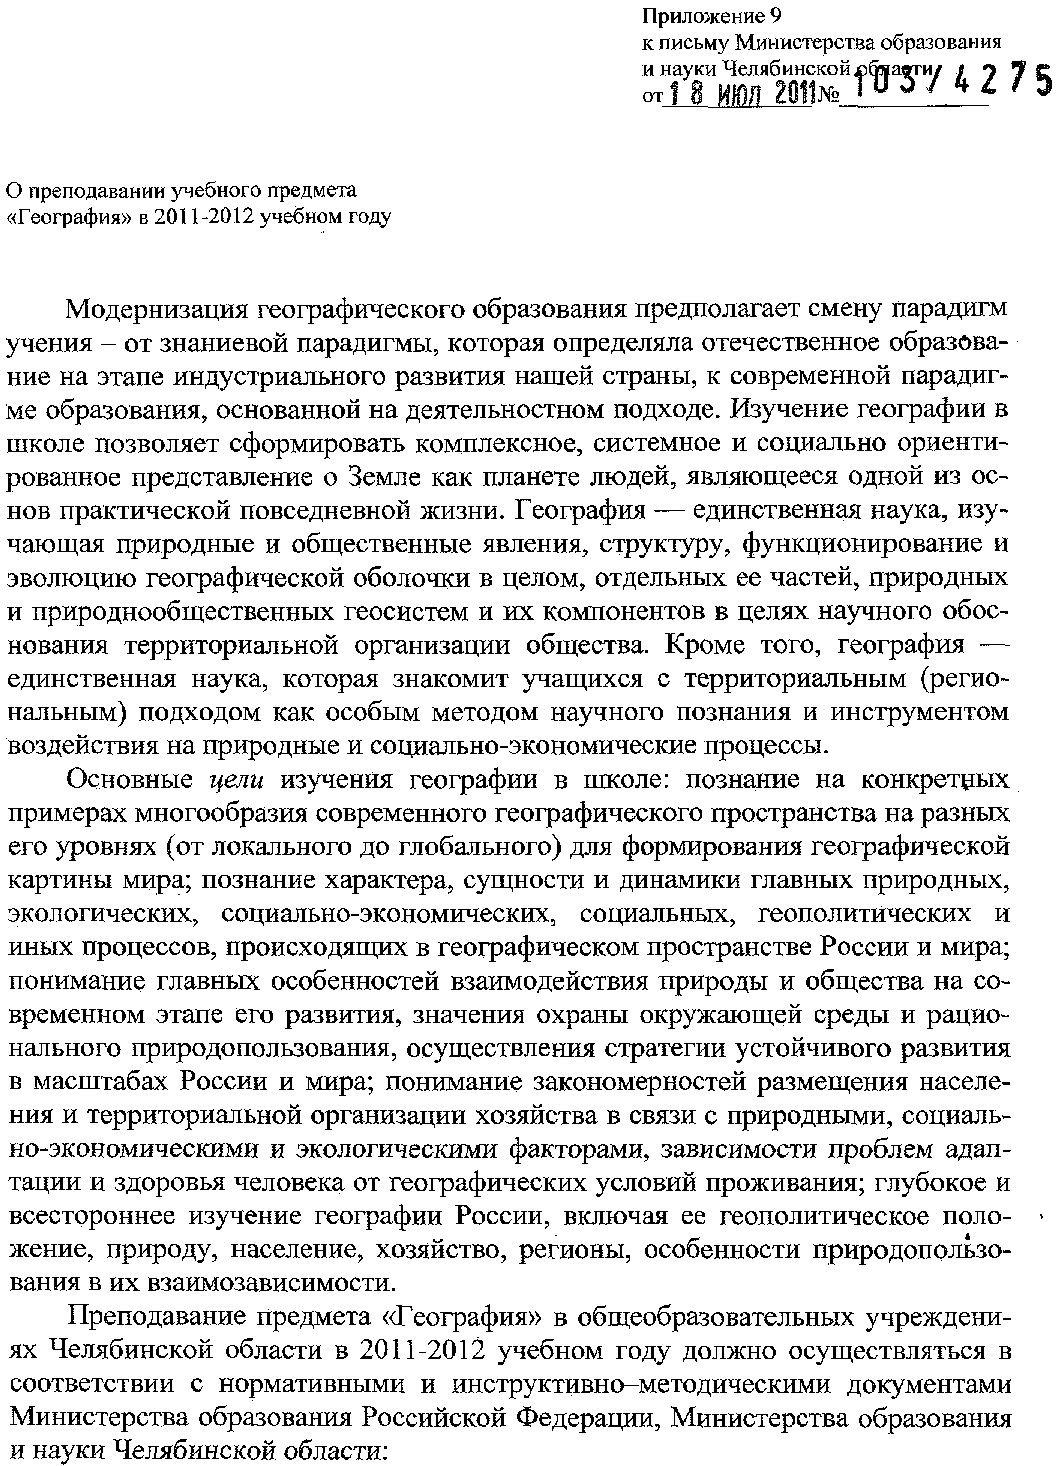 Приложение 9
к письму Министерства образования
и науки Челябинской области
от 18 ИЮЛ 2011 № 103/4275
О преподавании учебного предмета
«География» в 2011-2012 учебном году
Модернизация географического образования предполагает смену парадигм
учения – от знаниевой парадигмы, которая определяла отечественное образова-
ние на этапе индустриального развития нашей страны, к современной парадиг-
ме образования, основанной на деятельностном подходе. Изучение географии в
школе позволяет сформировать комплексное, системное и социально ориенти-
рованное представление о Земле как планете людей, являющееся одной из ос-
нов практической повседневной жизни. География — единственная наука, изу-
чающая природные и общественные явления, структуру, функционирование и
эволюцию географической оболочки в целом, отдельных ее частей, природных
и природнообщественных геосистем и их компонентов в целях научного обос-
нования территориальной организации общества. Кроме того, география —
единственная наука, которая знакомит учащихся с территориальным (регио-
нальным) подходом как особым методом научного познания и инструментом
воздействия на природные и социально-экономические процессы.
Основные цели изучения географии в школе: познание на конкретных
примерах многообразия современного географического пространства на разных
его уровнях (от локального до глобального) для формирования географической
картины мира; познание характера, сущности и динамики главных природных,
экологических, социально-экономических, социальных, геополитических и
иных процессов, происходящих в географическом пространстве России и мира;
понимание главных особенностей взаимодействия природы и общества на со-
временном этапе его развития, значения охраны окружающей среды и рацио-
нального природопользования, осуществления стратегии устойчивого развития
в масштабах России и мира; понимание закономерностей размещения населе-
ния и территориальной организации хозяйства в связи с природными, социаль-
но-экономическими и экологическими факторами, зависимости проблем адап-
тации и здоровья человека от географических условий проживания; глубокое и
всестороннее изучение географии России, включая ее геополитическое поло-
жение, природу, население, хозяйство, регионы, особенности природопользо-
вания в их взаимозависимости.
Преподавание предмета «География» в общеобразовательных учреждени-
ях Челябинской области в 2011-2012 учебном году должно осуществляться в
соответствии с нормативными и инструктивно–методическими документами
Министерства образования Российской Федерации, Министерства образования
и науки Челябинской области: